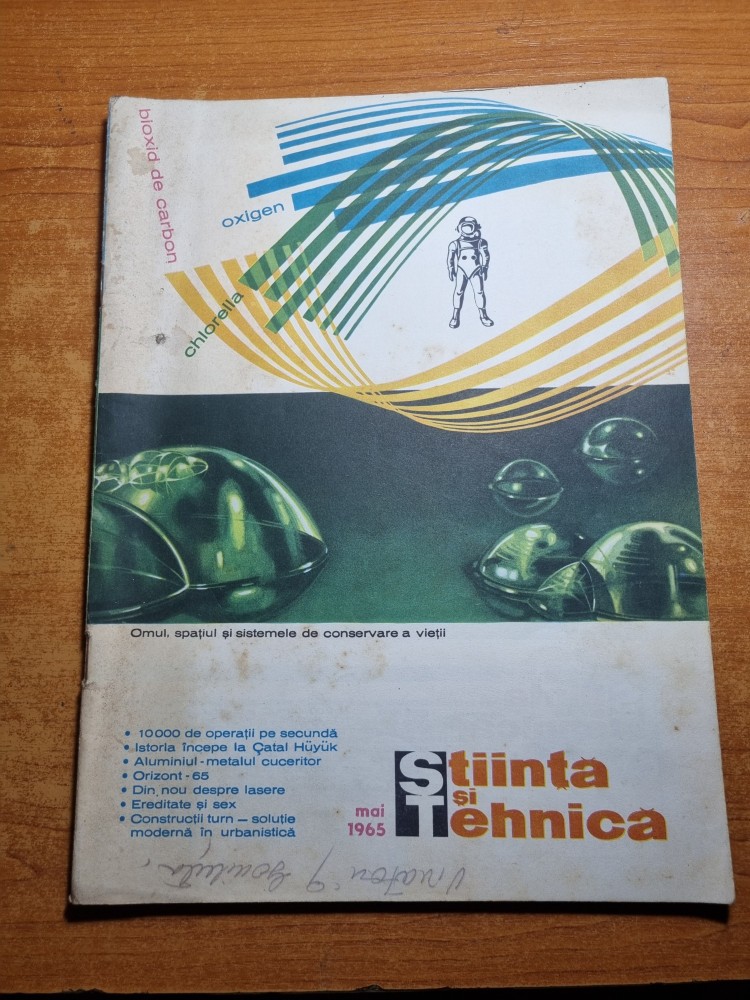 bioxid de carbon
oxigen
chlorella
Omul, spațiul și sistemele de conservare a vieții
• 10000 de operații pe secundă
• Istoria începe la Çatal Hüyük
• Aluminiul - metalul cuceritor
• Orizont - 65
• Din nou despre lasere
• Ereditate și sex
• Construcții turn — soluție
modernă în urbanistică
mai
1965
Știința
și
Tehnică